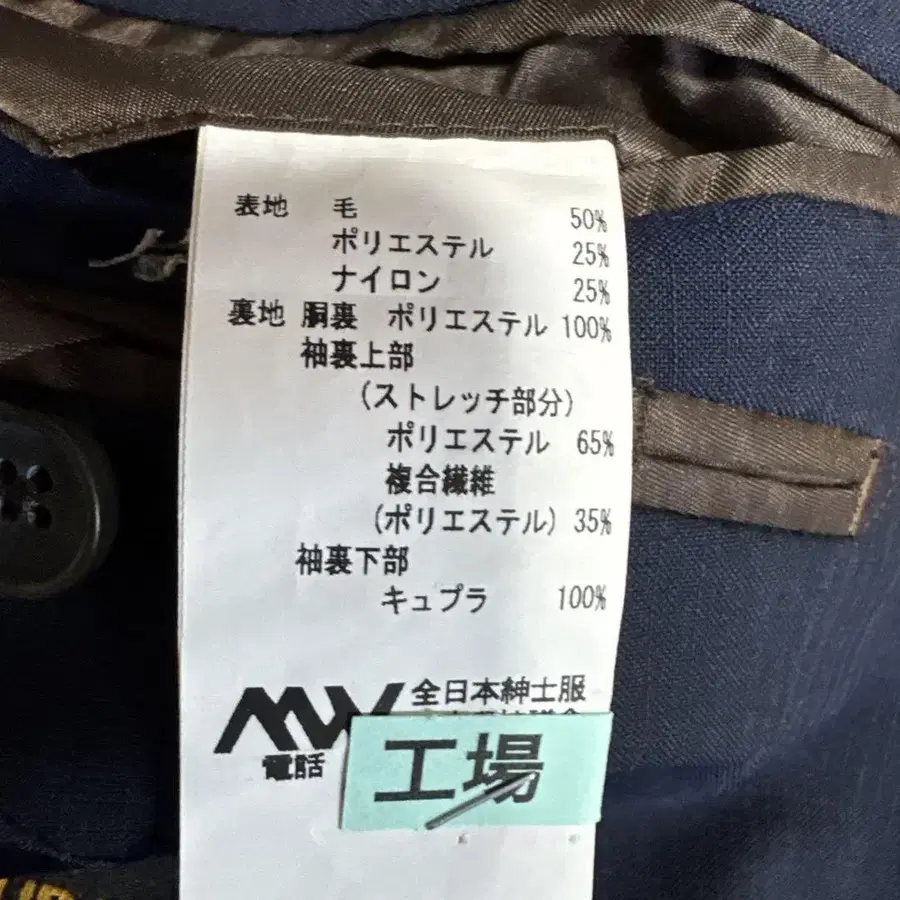 表地 毛 50%
ポリエステル 25%
ナイロン 25%
裏地 胴裏 ポリエステル 100%
袖裏上部
(ストレッチ部分)
ポリエステル 65%
複合繊維
(ポリエステル) 35%
袖裏下部
キュプラ 100%
MW 全日本紳士服
電話
工場